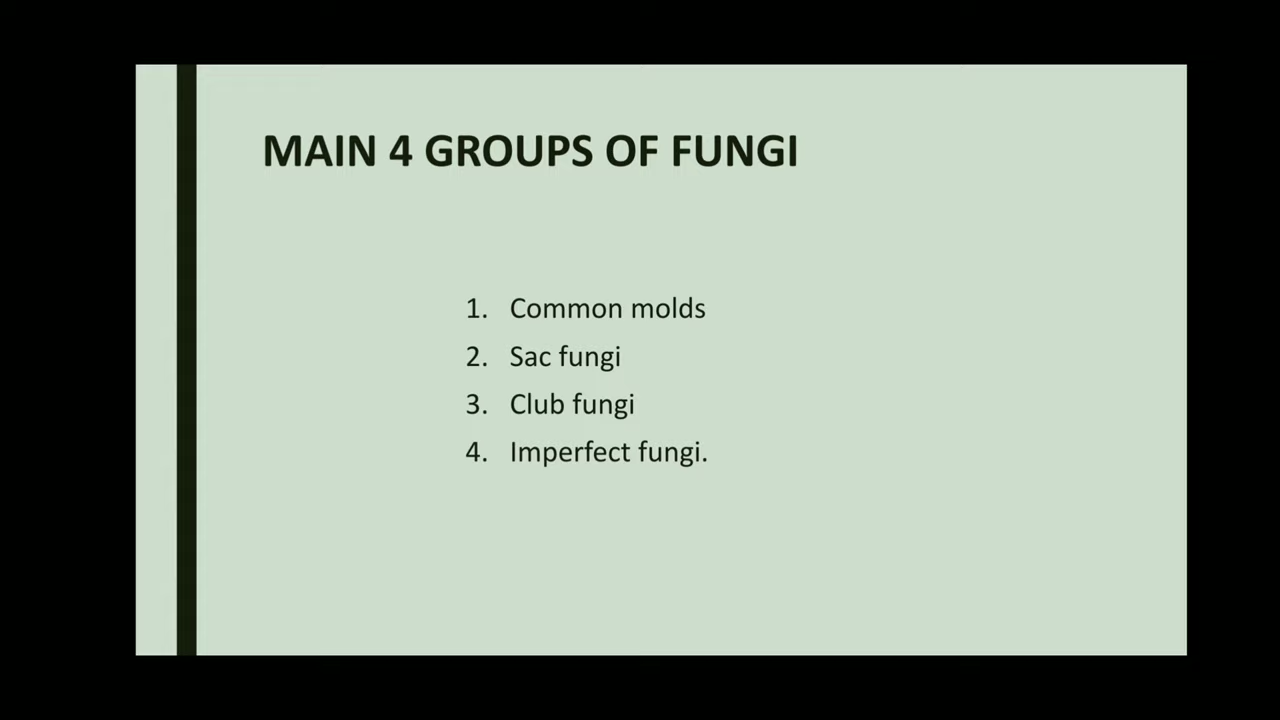 MAIN 4 GROUPS OF FUNGI
1. Common molds
2. Sac fungi
3. Club fungi
4. Imperfect fungi.